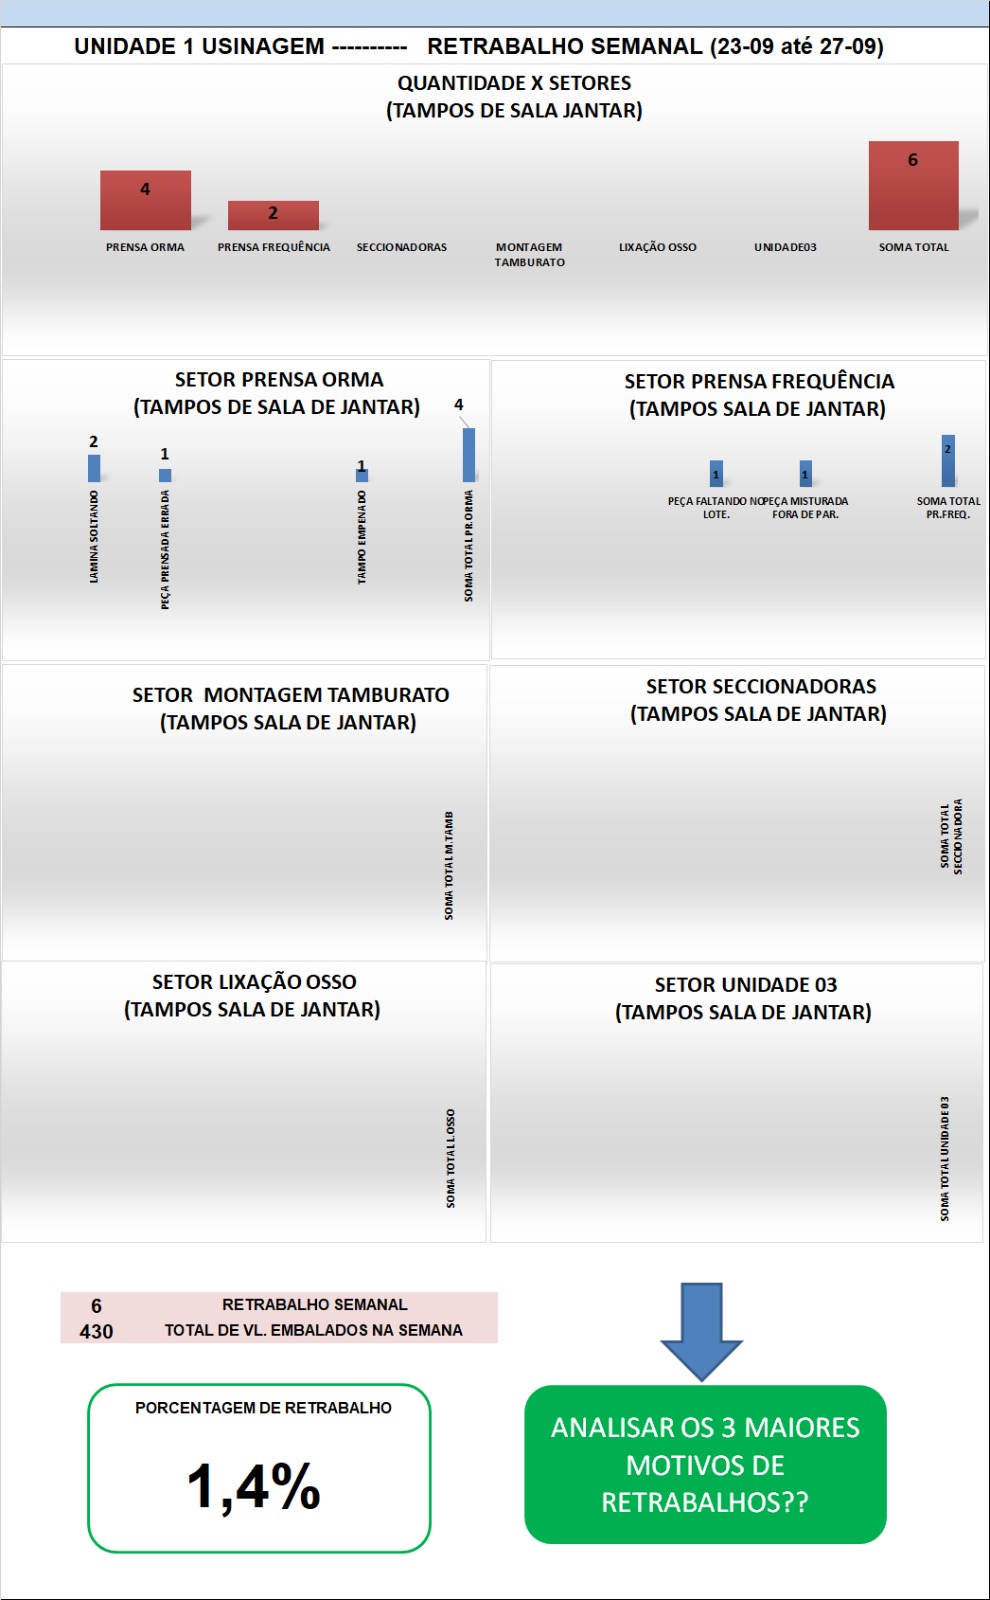 UNIDADE 1 USINAGEM ---------- RETRABALHO SEMANAL (23-09 até 27-09)
QUANTIDADE X SETORES
(TAMPOS DE SALA JANTAR)
4
2
6
PRENSA ORMA
PRENSA FREQUÊNCIA
SECCIONADORAS
MONTAGEM
TAMBURATO
LIXAÇÃO OSSO
UNIDADE03
SOMA TOTAL
SETOR PRENSA ORMA
(TAMPOS DE SALA DE JANTAR)
2
1
1
4
LAMINA SOLTANDO
PEÇA PRENSADA ERRADA
TAMPO EMPENADO
SOMA TOTAL PR.ORMA
SETOR PRENSA FREQUÊNCIA
(TAMPOS SALA DE JANTAR)
1
1
2
PEÇA FALTANDO NO
LOTE.
PEÇA MISTURADA
FORA DE PAR.
SOMA TOTAL
PR.FREQ.
SETOR MONTAGEM TAMBURATO
(TAMPOS SALA DE JANTAR)
SOMA TOTAL M.TAMB
SETOR SECCIONADORAS
(TAMPOS SALA DE JANTAR)
SOMA TOTAL
SECCIONADORA
SETOR LIXAÇÃO OSSO
(TAMPOS SALA DE JANTAR)
SOMA TOTAL L.OSSO
SETOR UNIDADE 03
(TAMPOS SALA DE JANTAR)
SOMA TOTAL UNIDADE 03
6 RETRABALHO SEMANAL
430 TOTAL DE VL. EMBALADOS NA SEMANA
PORCENTAGEM DE RETRABALHO
1,4%
ANALISAR OS 3 MAIORES
MOTIVOS DE
RETRABALHOS??